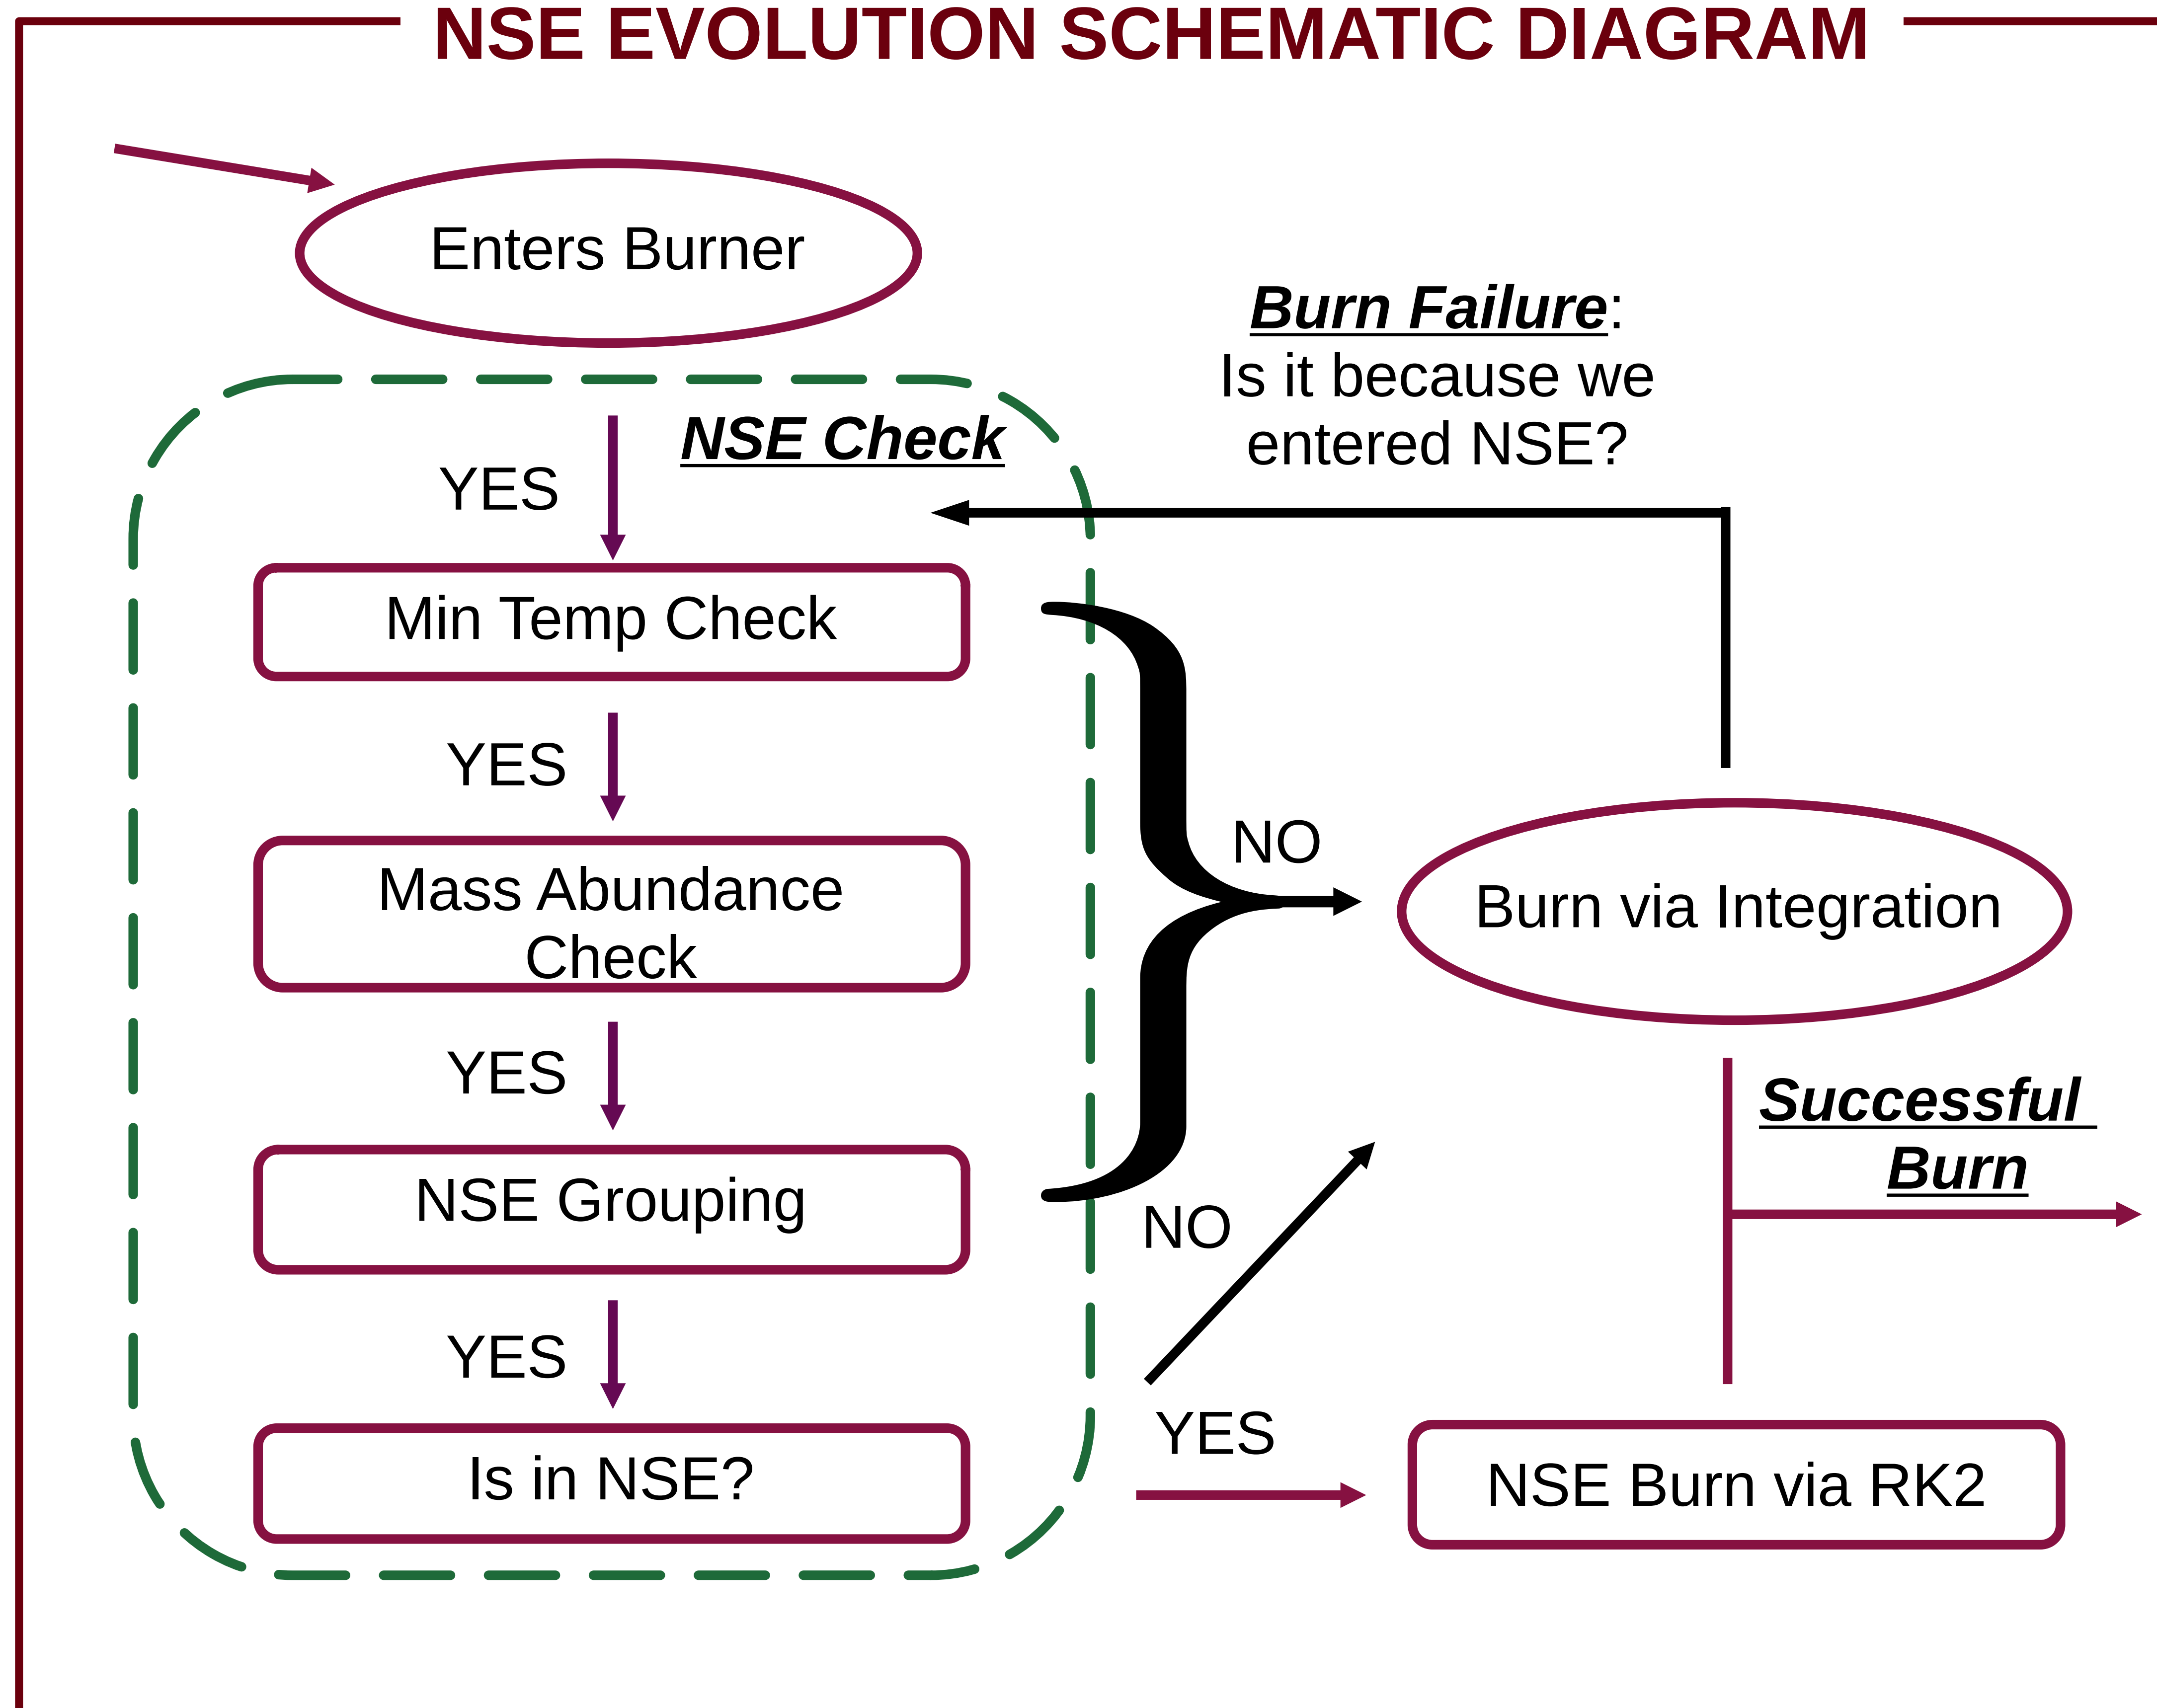 NSE EVOLUTION SCHEMATIC DIAGRAM
Enters Burner
Burn Failure:
Is it because we
entered NSE?
NSE Check
YES
Min Temp Check
YES
Mass Abundance
Check
YES
NSE Grouping
YES
Is in NSE?
NO
Burn via Integration
NO
Successful
Burn
YES
NSE Burn via RK2